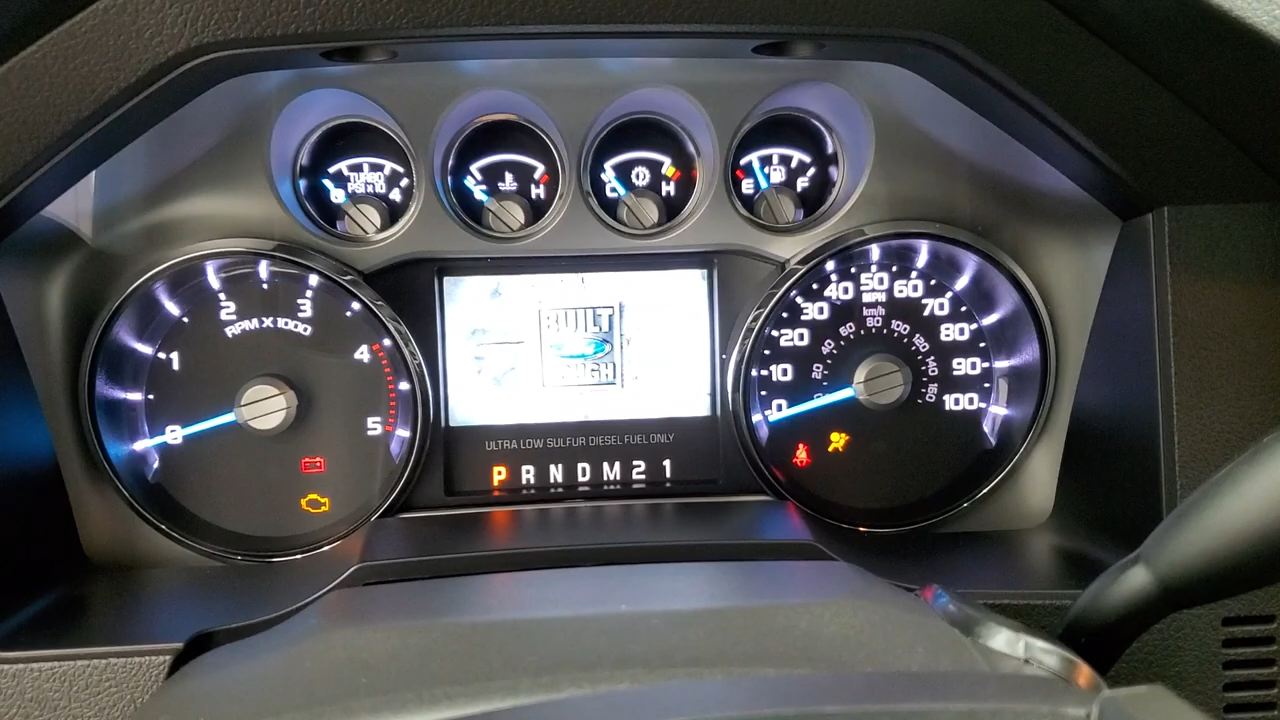 TURBO
PSI x 10
0 4
C H
C H
E F
0 1 2 3 4 5
RPM X 1000
BUILT
ULTRA LOW SULFUR DIESEL FUEL ONLY
P R N D M 2 1
0 10 20 30 40 50 60 70 80 90 100
MPH
km/h
20 40 60 80 100 120 140 160